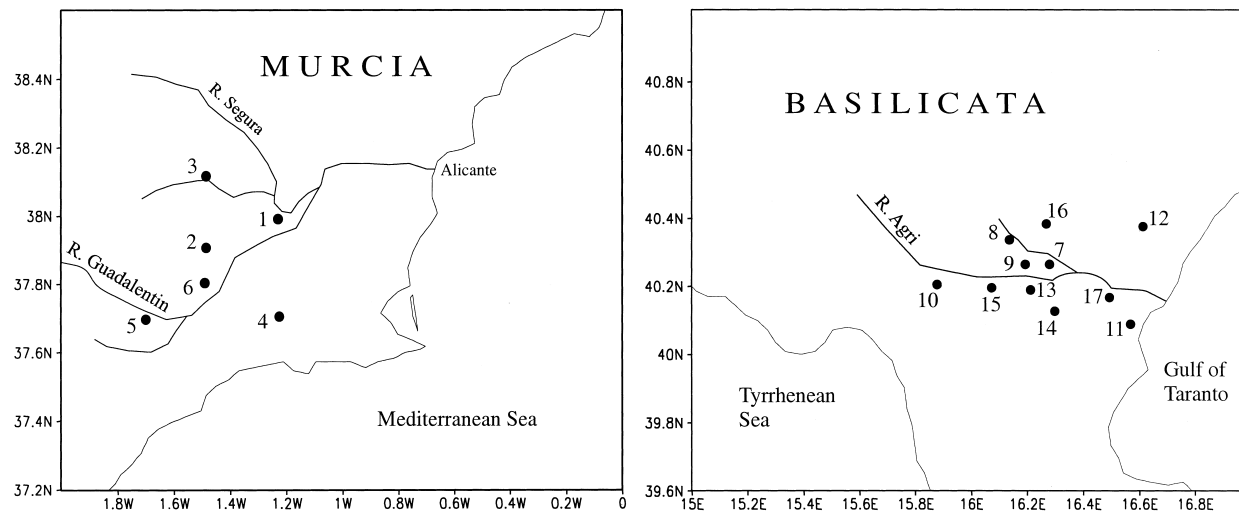 MURCIA
38.4N
38.2N
38N
37.8N
37.6N
37.4N
37.2N
R. Segura
Alicante
3
1
2
R. Guadalentin
6
5
4
Mediterranean Sea
1.8W
1.6W
1.4W
1.2W
1W
0.8W
0.6W
0.4W
0.2W
0
BASILICATA
40.8N
40.6N
40.4N
40.2N
40N
39.8N
39.6N
R. Agri
16
12
8
7
9
10
15
13
17
14
11
Gulf of
Taranto
Tyrrhenean
Sea
15E
15.2E
15.4E
15.6E
15.8E
16E
16.2E
16.4E
16.6E
16.8E